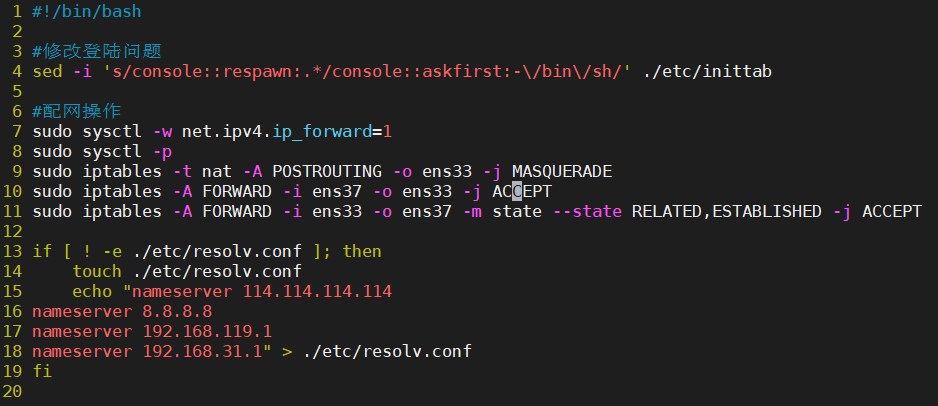 1 #!/bin/bash
2
3 #修改登陆问题
4 sed -i 's/console::respawn:.*/console::askfirst:-\/bin\/sh/' ./etc/inittab
5
6 #配网操作
7 sudo sysctl -w net.ipv4.ip_forward=1
8 sudo sysctl -p
9 sudo iptables -t nat -A POSTROUTING -o ens33 -j MASQUERADE
10 sudo iptables -A FORWARD -i ens37 -o ens33 -j ACCEPT
11 sudo iptables -A FORWARD -i ens33 -o ens37 -m state --state RELATED,ESTABLISHED -j ACCEPT
12
13 if [ ! -e ./etc/resolv.conf ]; then
14     touch ./etc/resolv.conf
15     echo "nameserver 114.114.114.114
16 nameserver 8.8.8.8
17 nameserver 192.168.119.1
18 nameserver 192.168.31.1" > ./etc/resolv.conf
19 fi
20